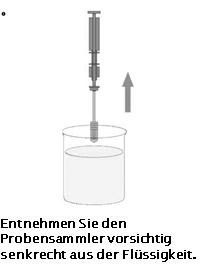 Entnehmen Sie den
Probensammler vorsichtig
senkrecht aus der Flüssigkeit.